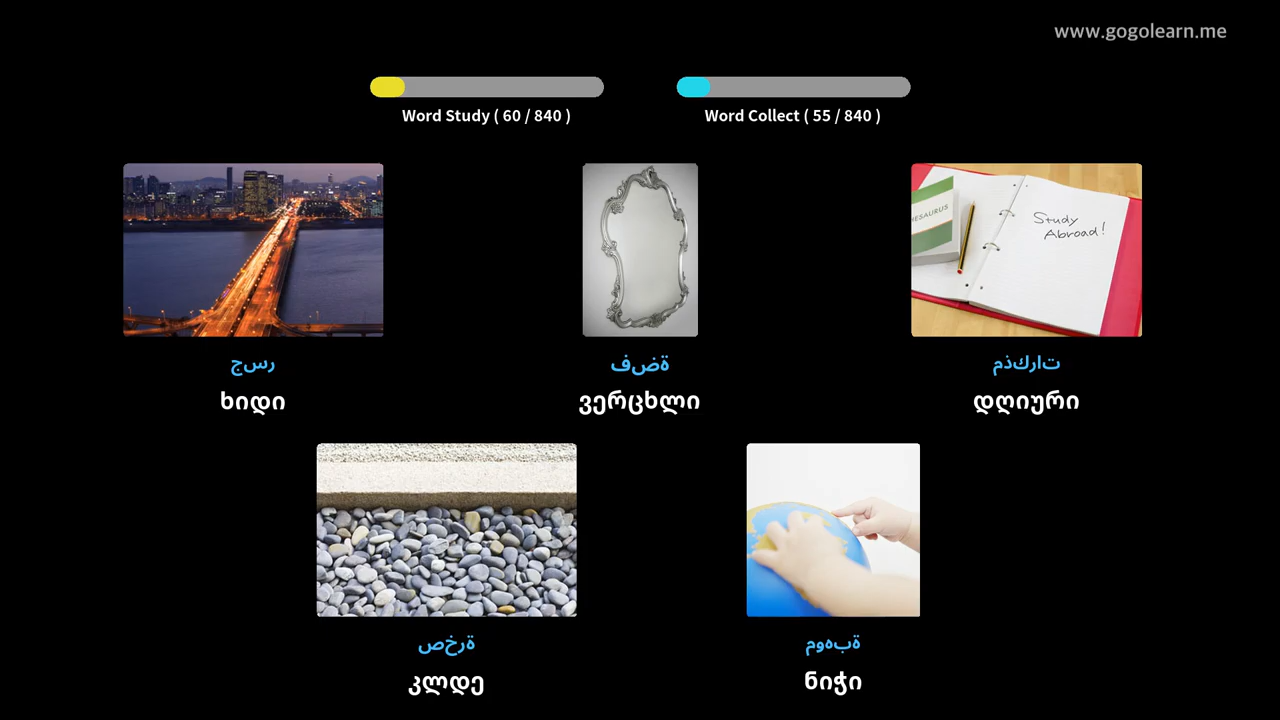 www.gogolearn.me
Word Study ( 60 / 840 )
Word Collect ( 55 / 840 )
HESAURUS
Study
Abroad!
جسر
فضة
مذكرات
ხიდი
ვერცხლი
დღიური
صخرة
موهبة
კლდე
ნიჭი